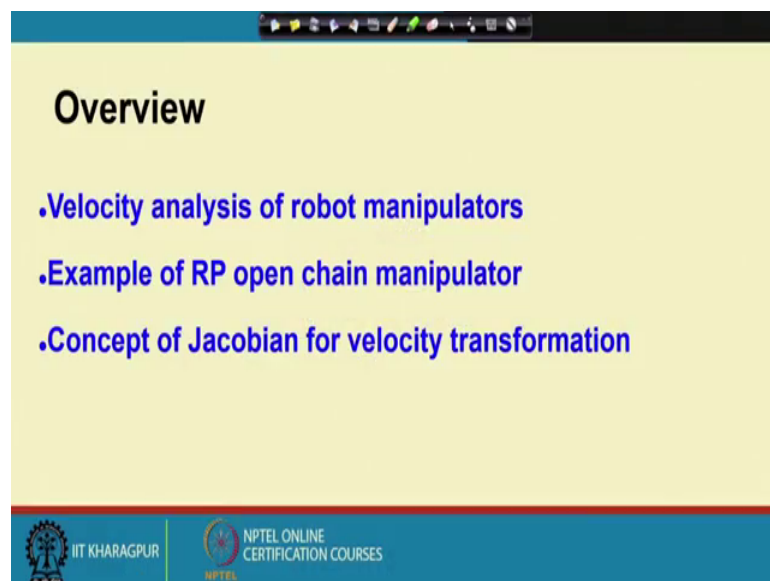 Overview
•Velocity analysis of robot manipulators
•Example of RP open chain manipulator
•Concept of Jacobian for velocity transformation
IIT KHARAGPUR
NPTEL ONLINE
CERTIFICATION COURSES
NPTEL